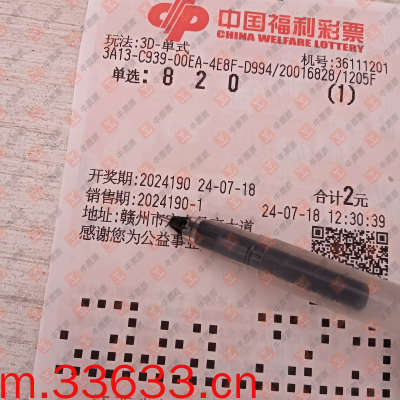 中国福利彩票
CHINA WELFARE LOTTERY
玩法:3D-单式 机号:36111201
3A13-C939-00EA-4E8F-D994/20016828/1205F
单选: 8 2 0 (1)
开奖期:2024190 24-07-18 合计2元
销售期:2024190-1 24-07-18 12:30:39
地址:赣州市 大道
感谢您为公益事业
m.33633.cn